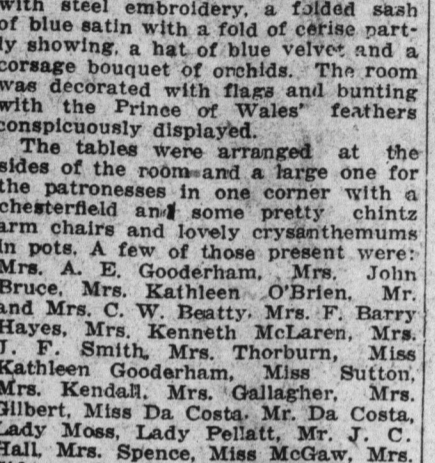 with steel embroidery, a folded sash
of blue satin with a fold of cerise part-
ly showing, a hat of blue velvet and a
corsage bouquet of orchids. The room
was decorated with flags and bunting
with the Prince of Wales' feathers
conspicuously displayed.
The tables were arranged at the
sides of the room and a large one for
the patronesses in one corner with a
chesterfield and some pretty chintz
arm chairs and lovely crysanthemums
in pots. A few of those present were:
Mrs. A. E. Gooderham, Mrs. John
Bruce, Mrs. Kathleen O'Brien, Mr.
and Mrs. C. W. Beatty, Mrs. F. Barry
Hayes, Mrs. Kenneth McLaren, Mrs.
J. F. Smith, Mrs. Thorburn, Miss
Kathleen Gooderham, Miss Sutton,
Mrs. Kendall, Mrs. Gallagher, Mrs.
Gilbert, Miss Da Costa, Mr. Da Costa,
Lady Moss, Lady Pellatt, Mr. J. C.
Hall, Mrs. Spence, Miss McGaw, Mrs.